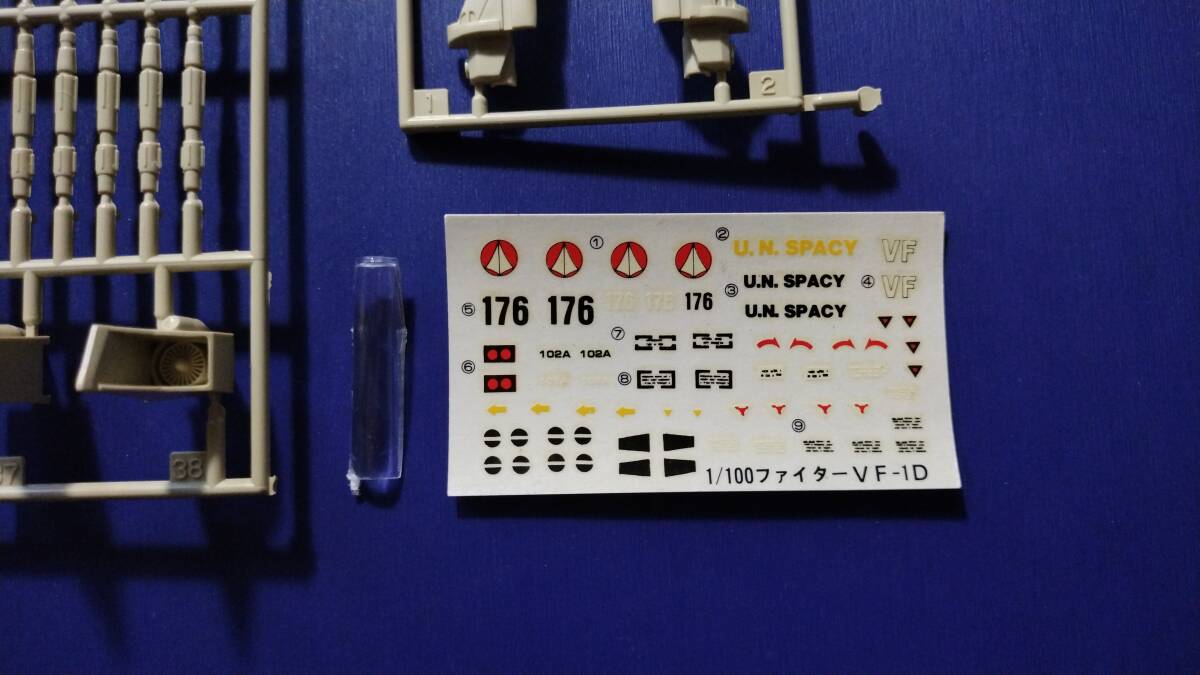 1
2
① ② U. N. SPACY VF
③ U.N. SPACY ④ VF
⑤ 176 176 176 176 176 U.N. SPACY
⑦
⑥ 102A 102A
⑧
⑨
1/100ファイターVF-1D
37 38